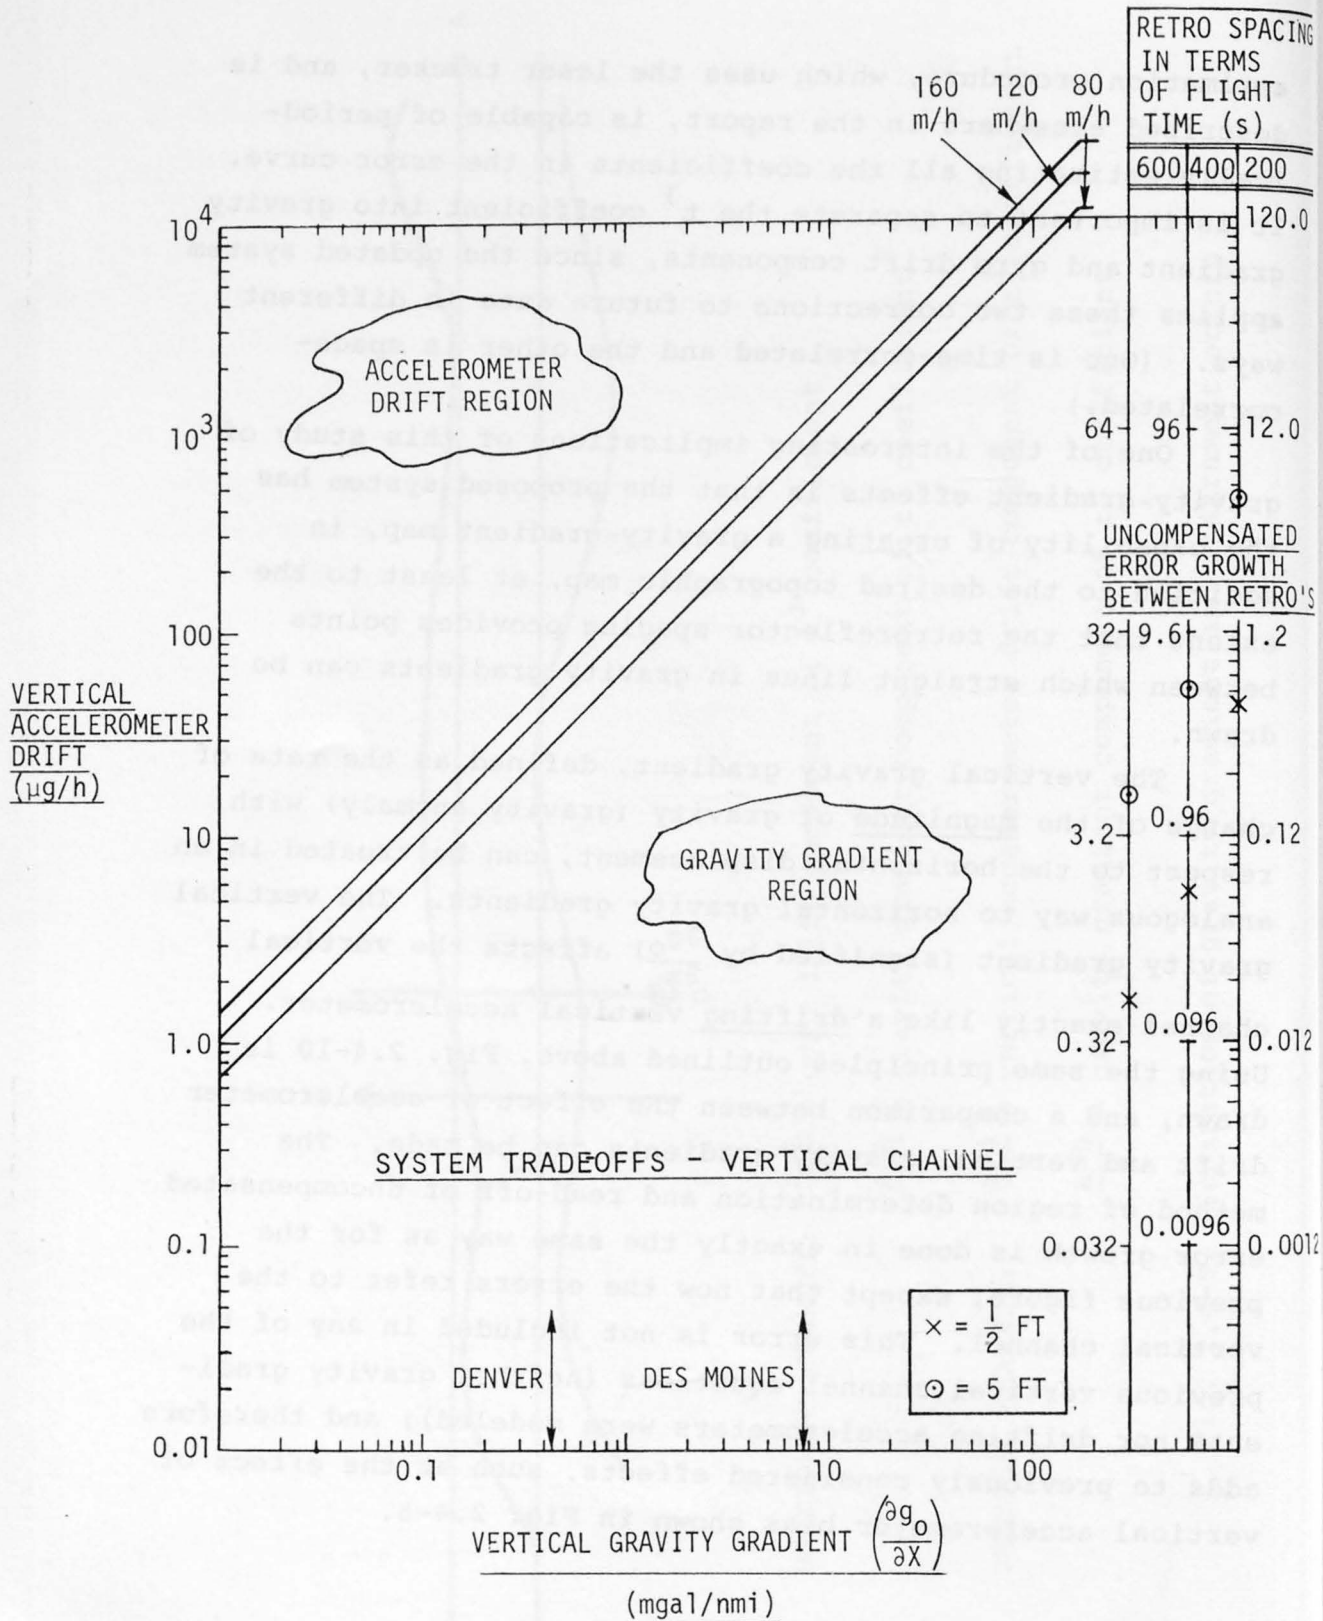 RETRO SPACING
IN TERMS
OF FLIGHT
TIME (s)
600 400 200
160 120 80
m/h m/h m/h
10⁴
120.0
ACCELEROMETER
DRIFT REGION
10³
64 96 12.0
UNCOMPENSATED
ERROR GROWTH
BETWEEN RETRO'S
100
32 9.6 1.2
VERTICAL
ACCELEROMETER
DRIFT
(μg/h)
10
3.2 0.96 0.12
GRAVITY GRADIENT
REGION
1.0
0.32 0.096 0.012
SYSTEM TRADEOFFS - VERTICAL CHANNEL
0.1
0.032 0.0096 0.0012
× = 1/2 FT
⊙ = 5 FT
DENVER DES MOINES
0.01
0.1 1 10 100
VERTICAL GRAVITY GRADIENT (∂g₀/∂X)
(mgal/nmi)